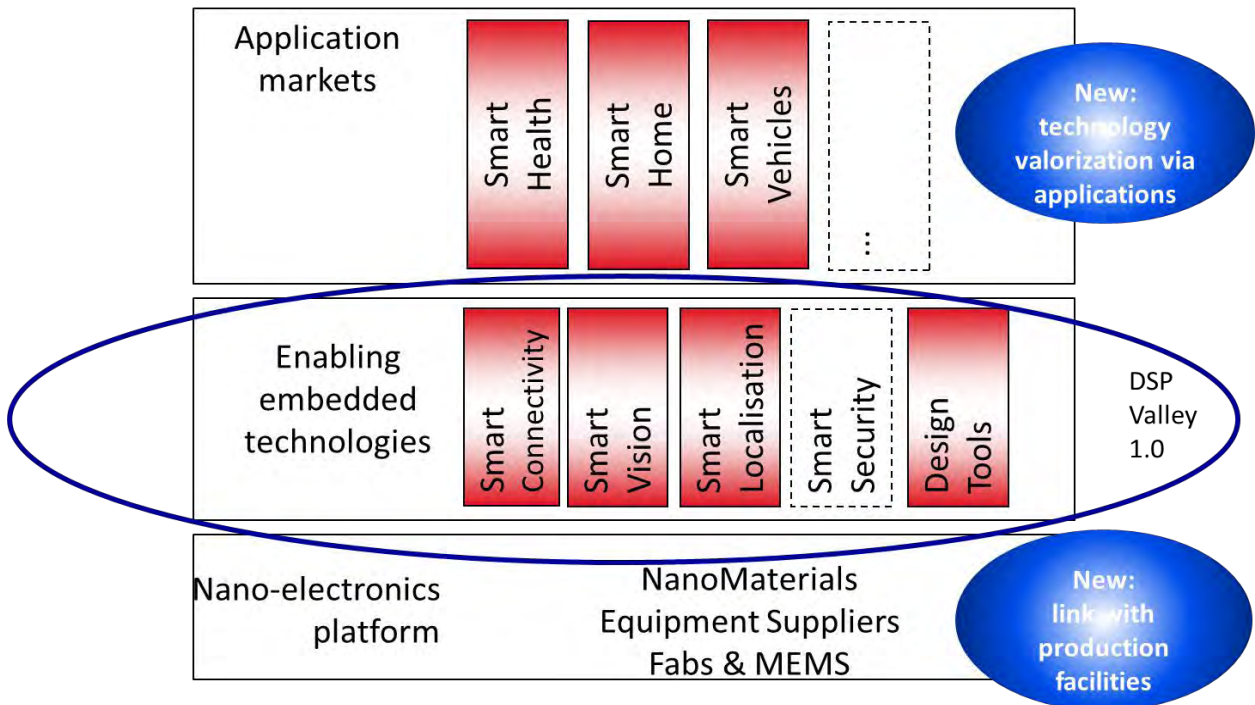 Application
markets
Smart
Health
Smart
Home
Smart
Vehicles
...
New:
technology
valorization via
applications
Enabling
embedded
technologies
Smart
Connectivity
Smart
Vision
Smart
Localisation
Smart
Security
Design
Tools
DSP
Valley
1.0
Nano-electronics
platform
NanoMaterials
Equipment Suppliers
Fabs & MEMS
New:
link with
production
facilities